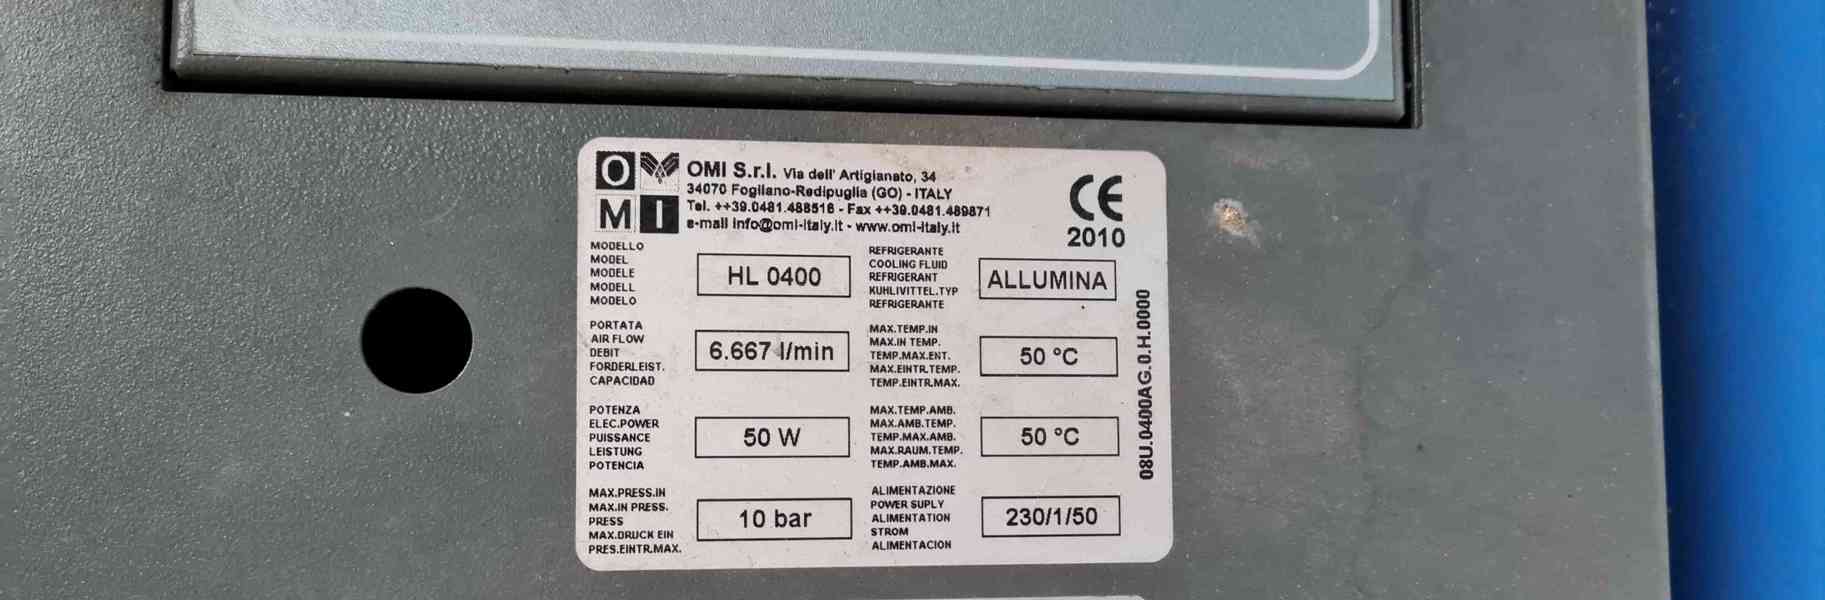 O
M I
OMI S.r.l. Via dell' Artigianato, 34
34070 Fogliano-Redipuglia (GO) - ITALY
Tel. ++39.0481.488516 - Fax ++39.0481.489871
e-mail info@omi-italy.it - www.omi-italy.it
CE
2010
MODELLO
MODEL
MODELE
MODELL
MODELO
HL 0400
REFRIGERANTE
COOLING FLUID
REFRIGERANT
KUHLIVITTEL.TYP
REFRIGERANTE
ALLUMINA
PORTATA
AIR FLOW
DEBIT
FORDERLEIST.
CAPACIDAD
6.667 l/min
MAX.TEMP.IN
MAX.IN TEMP.
TEMP.MAX.ENT.
MAX.EINTR.TEMP.
TEMP.EINTR.MAX.
50 °C
POTENZA
ELEC.POWER
PUISSANCE
LEISTUNG
POTENCIA
50 W
MAX.TEMP.AMB.
MAX.AMB.TEMP.
TEMP.MAX.AMB.
MAX.RAUM.TEMP.
TEMP.AMB.MAX.
50 °C
MAX.PRESS.IN
MAX.IN PRESS.
PRESS
MAX.DRUCK EIN
PRES.EINTR.MAX.
10 bar
ALIMENTAZIONE
POWER SUPLY
ALIMENTATION
STROM
ALIMENTACION
230/1/50
08U.0400AG.0.H.0000